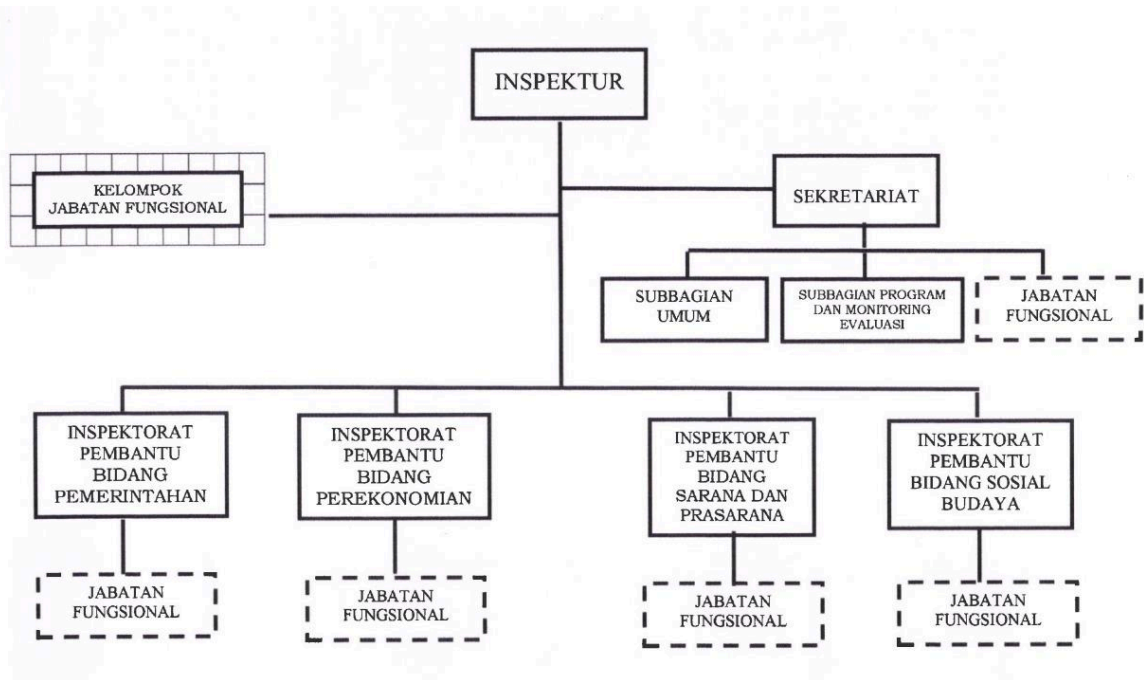 INSPEKTUR
KELOMPOK
JABATAN FUNGSIONAL
SEKRETARIAT
SUBBAGIAN
UMUM
SUBBAGIAN PROGRAM
DAN MONITORING
EVALUASI
JABATAN
FUNGSIONAL
INSPEKTORAT
PEMBANTU
BIDANG
PEMERINTAHAN
INSPEKTORAT
PEMBANTU
BIDANG
PEREKONOMIAN
INSPEKTORAT
PEMBANTU
BIDANG
SARANA DAN
PRASARANA
INSPEKTORAT
PEMBANTU
BIDANG SOSIAL
BUDAYA
JABATAN
FUNGSIONAL
JABATAN
FUNGSIONAL
JABATAN
FUNGSIONAL
JABATAN
FUNGSIONAL